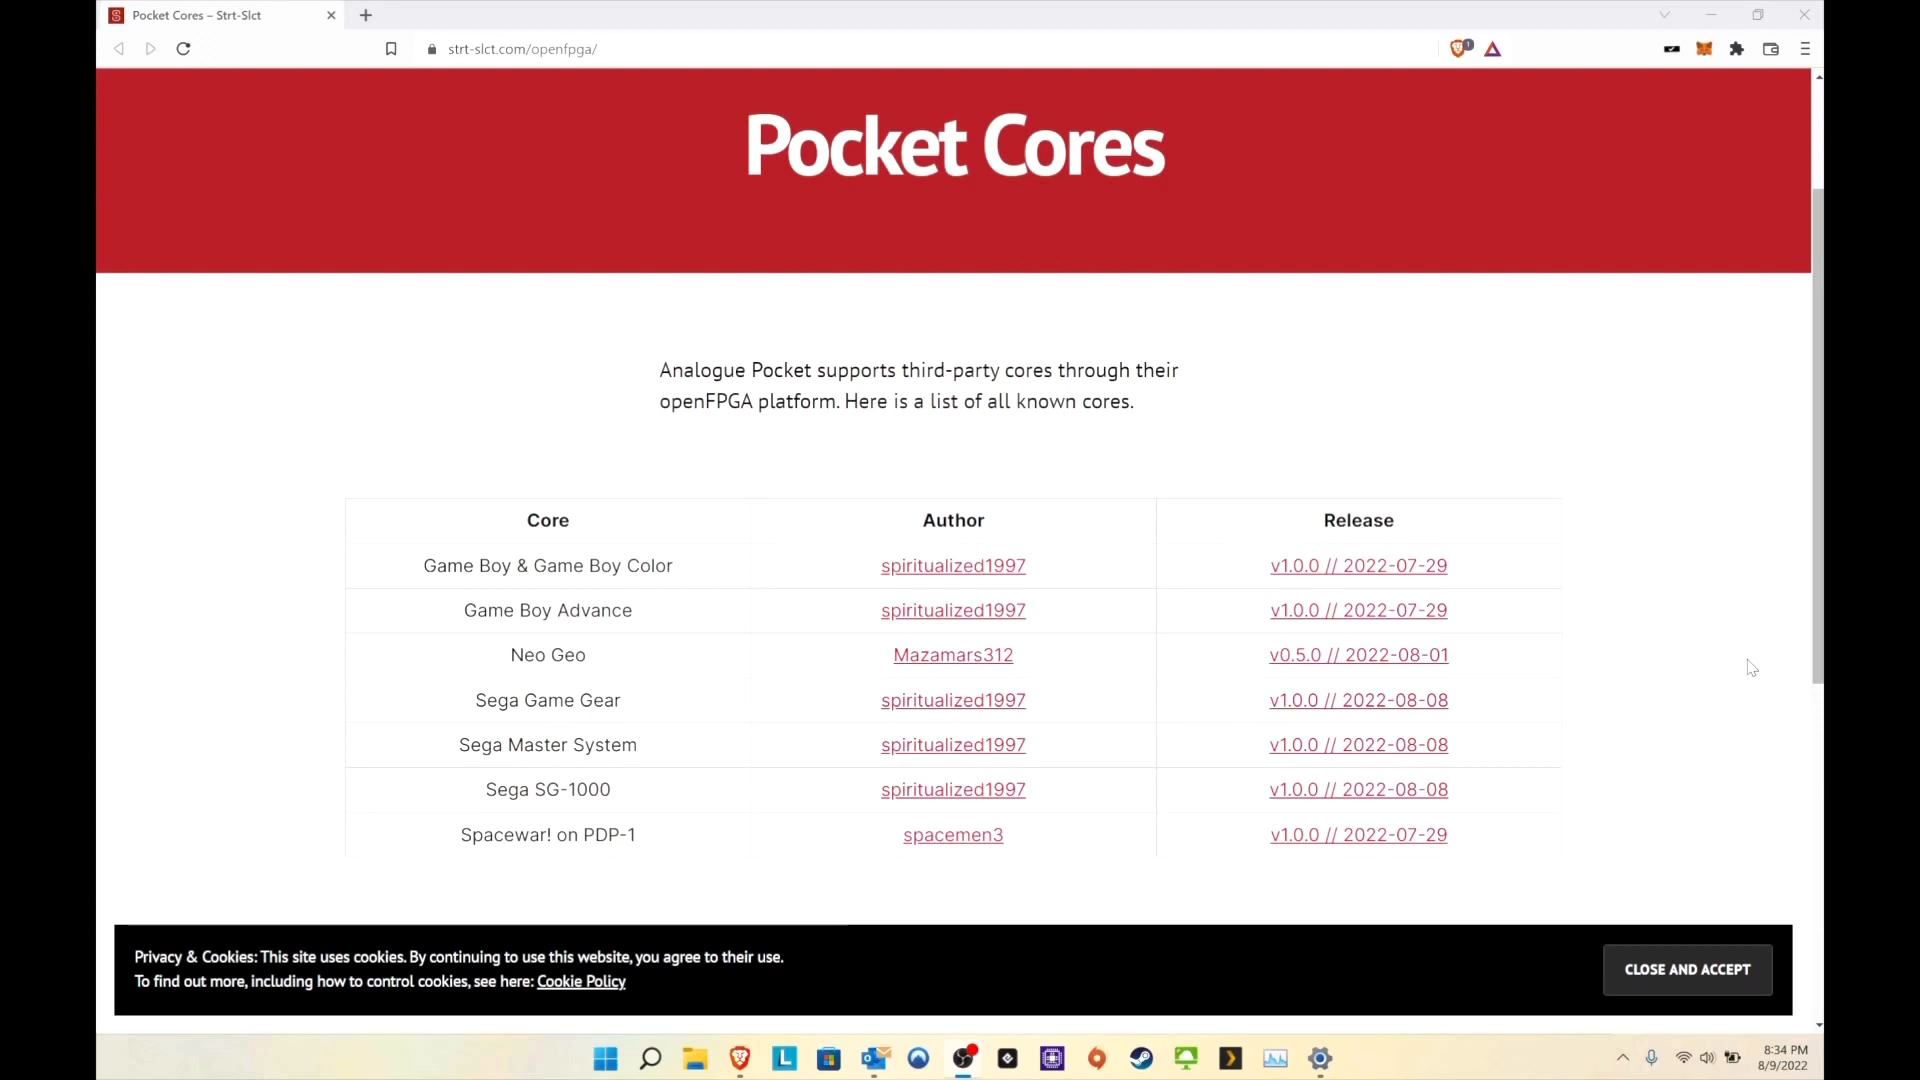 Pocket Cores – Strt-Slct
strt-slct.com/openfpga/
1
Pocket Cores
Analogue Pocket supports third-party cores through their
openFPGA platform. Here is a list of all known cores.
Core Author Release
Game Boy & Game Boy Color spiritualized1997 v1.0.0 // 2022-07-29
Game Boy Advance spiritualized1997 v1.0.0 // 2022-07-29
Neo Geo Mazamars312 v0.5.0 // 2022-08-01
Sega Game Gear spiritualized1997 v1.0.0 // 2022-08-08
Sega Master System spiritualized1997 v1.0.0 // 2022-08-08
Sega SG-1000 spiritualized1997 v1.0.0 // 2022-08-08
Spacewar! on PDP-1 spacemen3 v1.0.0 // 2022-07-29
Privacy & Cookies: This site uses cookies. By continuing to use this website, you agree to their use.
To find out more, including how to control cookies, see here: Cookie Policy
CLOSE AND ACCEPT
8:34 PM
8/9/2022